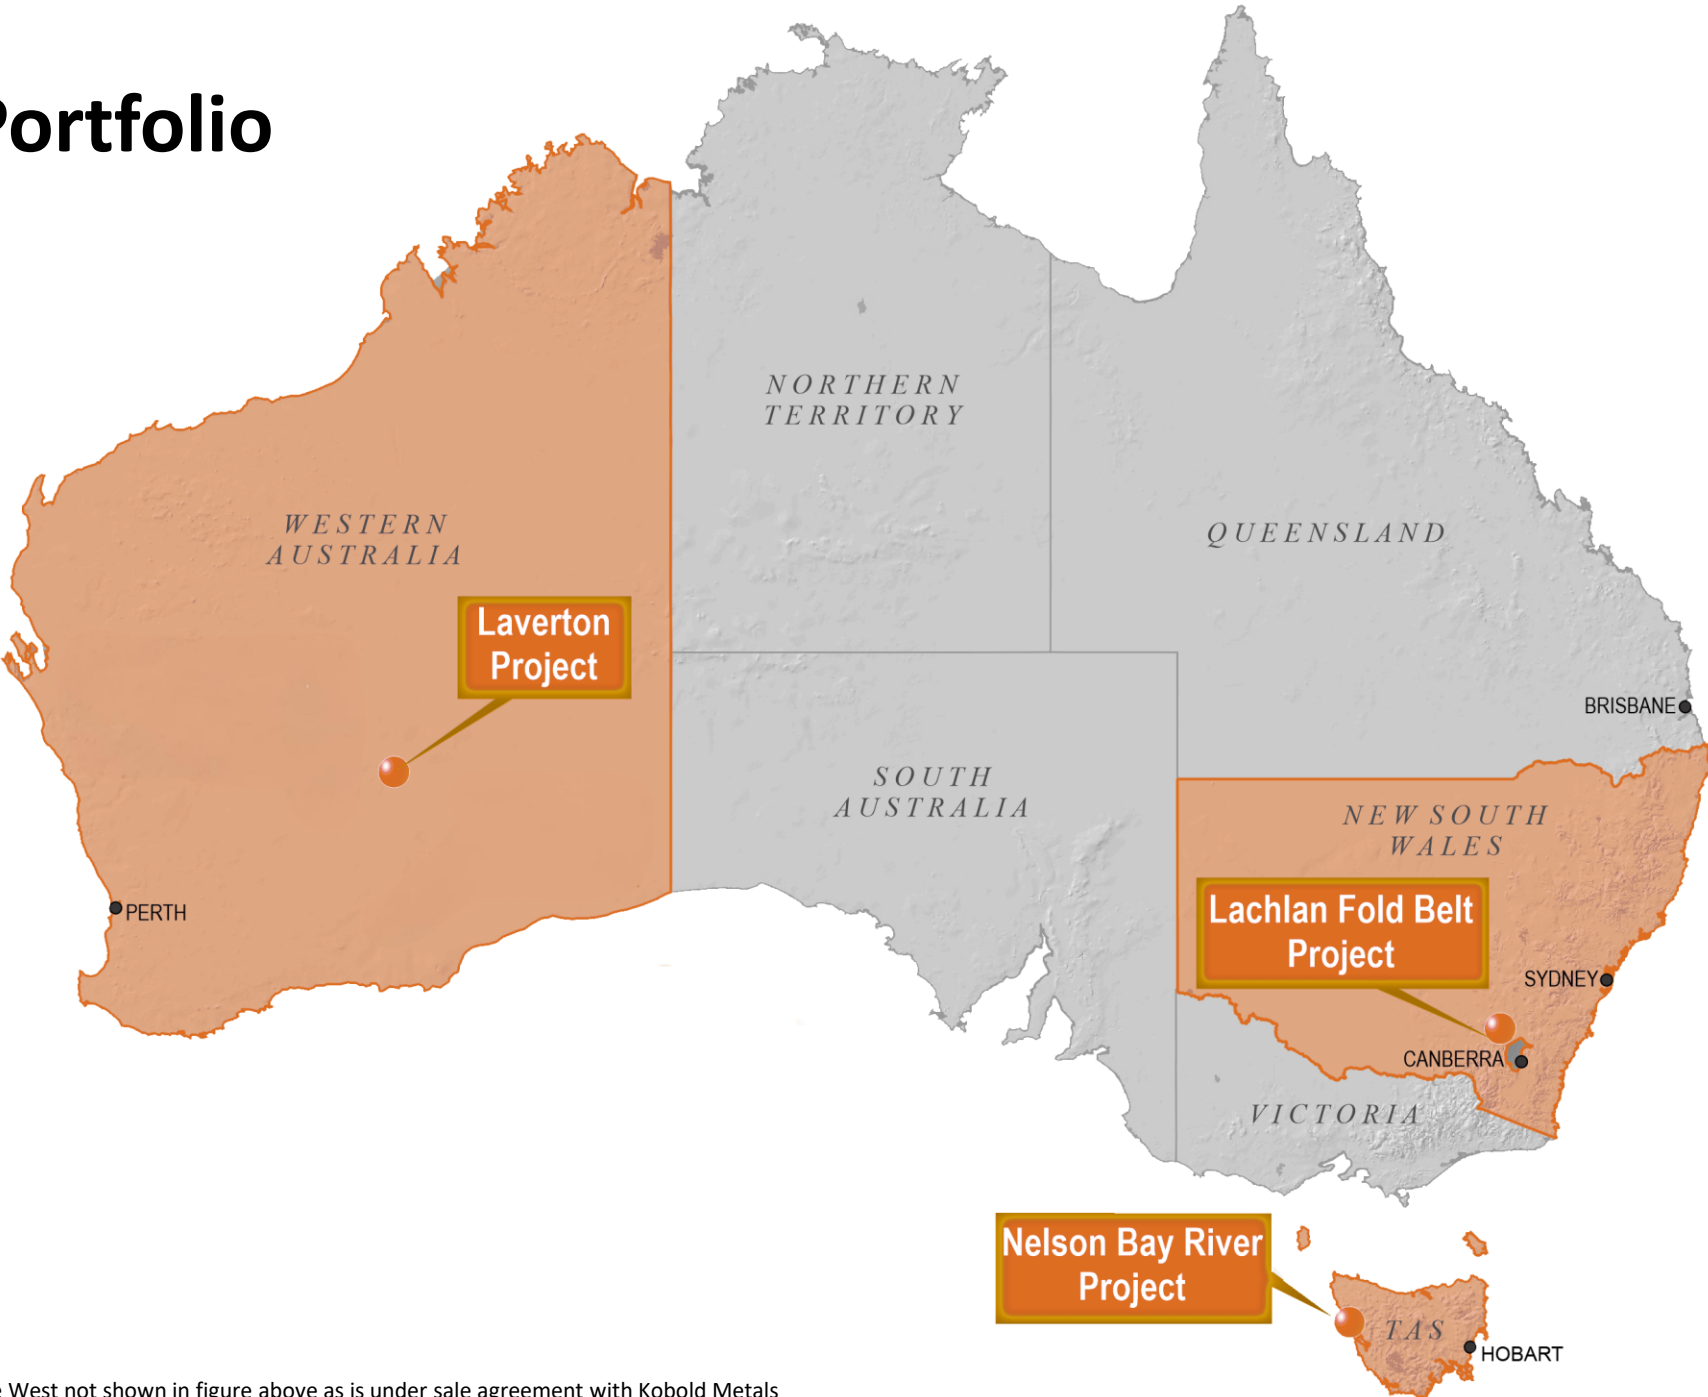 Portfolio
NORTHERN
TERRITORY
WESTERN
AUSTRALIA
QUEENSLAND
Laverton
Project
BRISBANE
SOUTH
AUSTRALIA
NEW SOUTH
WALES
Lachlan Fold Belt
Project
PERTH
SYDNEY
CANBERRA
VICTORIA
Nelson Bay River
Project
TAS
HOBART
West not shown in figure above as is under sale agreement with Kobold Metals